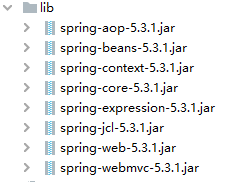 lib
spring-aop-5.3.1.jar
spring-beans-5.3.1.jar
spring-context-5.3.1.jar
spring-core-5.3.1.jar
spring-expression-5.3.1.jar
spring-jcl-5.3.1.jar
spring-web-5.3.1.jar
spring-webmvc-5.3.1.jar